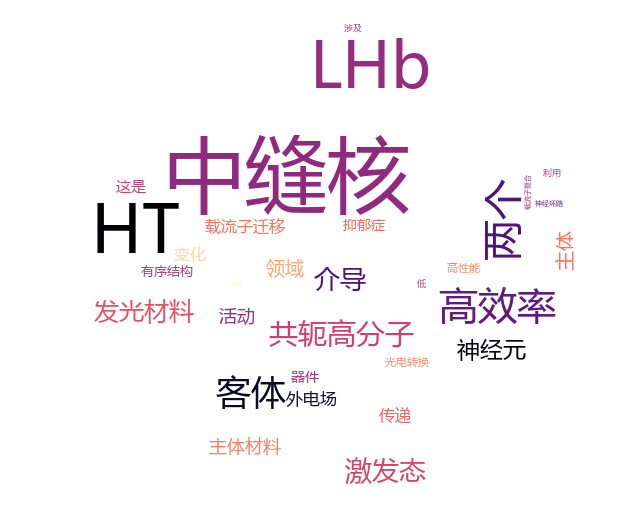 涉及
LHb
中缝核
利用
这是
载流子复合
两个
神经环路
HT
载流子迁移
抑郁症
主体
变化
有序结构
领域
高性能
介导
低
发光材料
活动
高效率
共轭高分子
神经元
光电转换
器件
客体
外电场
传递
主体材料
激发态